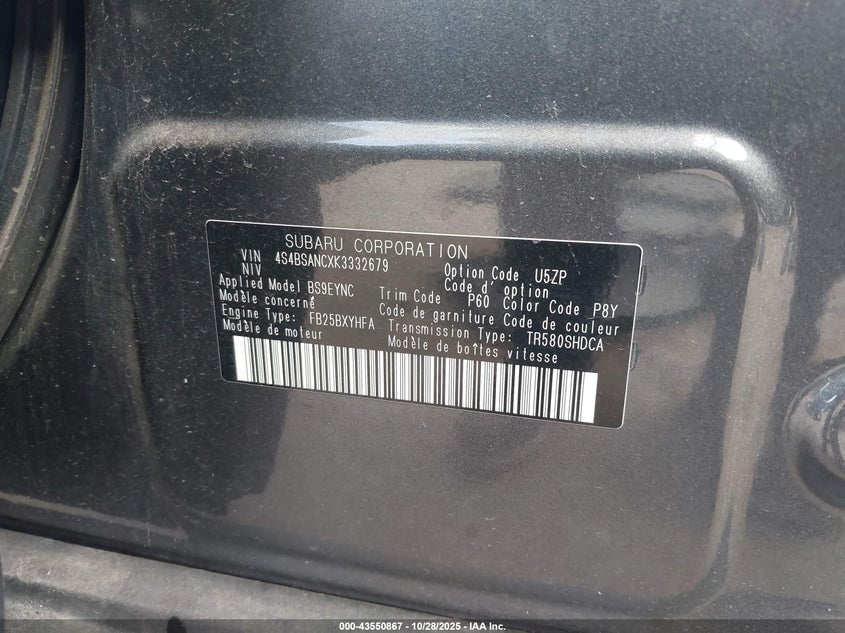 SUBARU CORPORATION
VIN 4S4BSANCXK3332679 Option Code U5ZP
NIV Code d'option
Applied Model BS9EYNC Trim Code P60 Color Code P8Y
Modèle concerné Code de garniture Code de couleur
Engine Type: FB25BXYHFA Transmission Type: TR580SHDCA
Modèle de moteur Modèle de boîtes vitesse
000-43550867 - 10/28/2025 - IAA Inc.